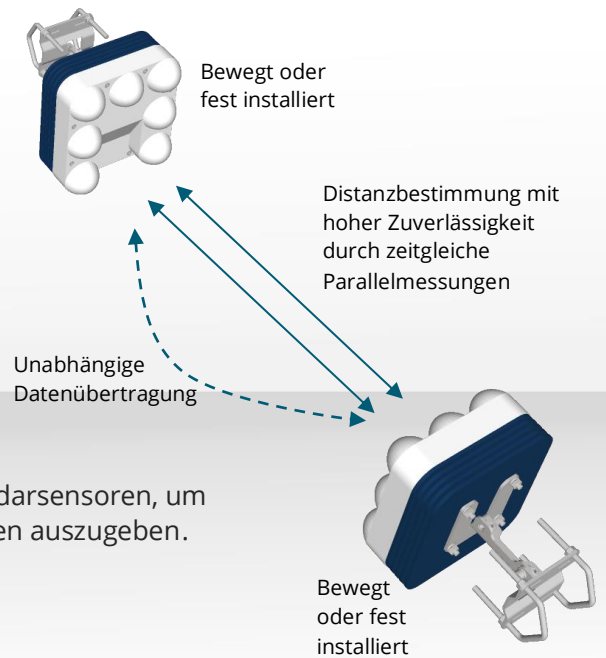 Bewegt oder
fest installiert
Distanzbestimmung mit
hoher Zuverlässigkeit
durch zeitgleiche
Parallelmessungen
Unabhängige
Datenübertragung
darsensoren, um
en auszugeben.
Bewegt
oder fest
installiert